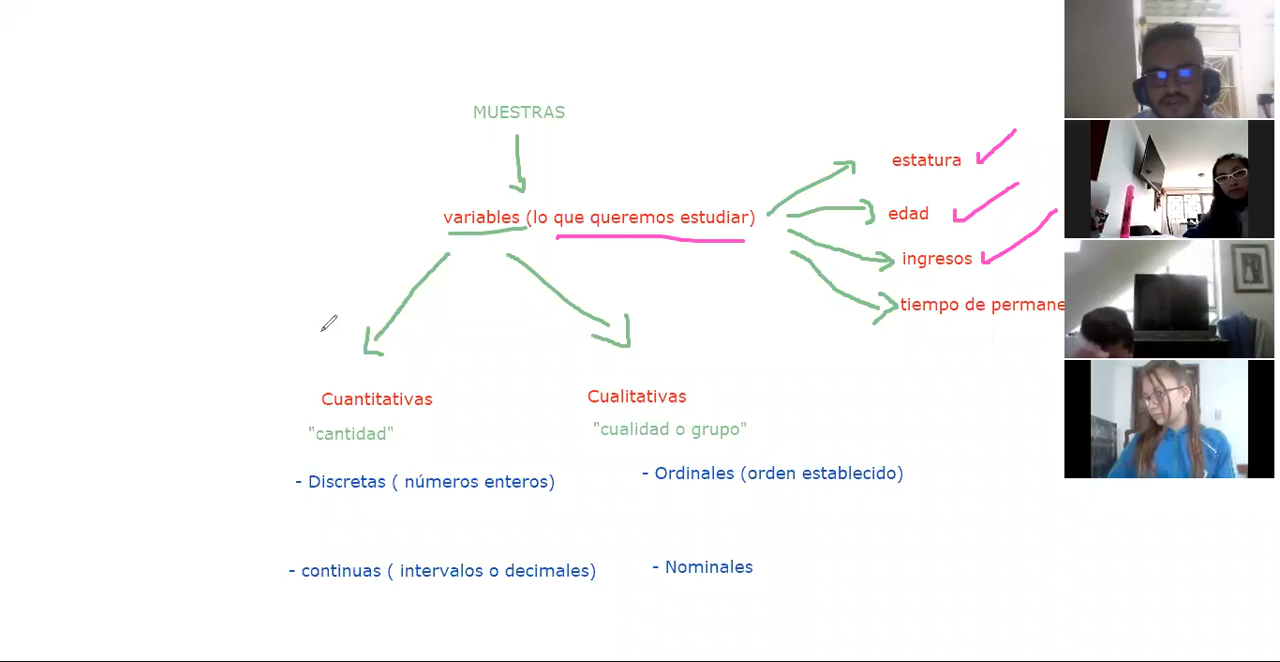 MUESTRAS
variables (lo que queremos estudiar)
estatura
edad
ingresos
tiempo de permane
Cuantitativas
"cantidad"
- Discretas ( números enteros)
- continuas ( intervalos o decimales)
Cualitativas
"cualidad o grupo"
- Ordinales (orden establecido)
- Nominales